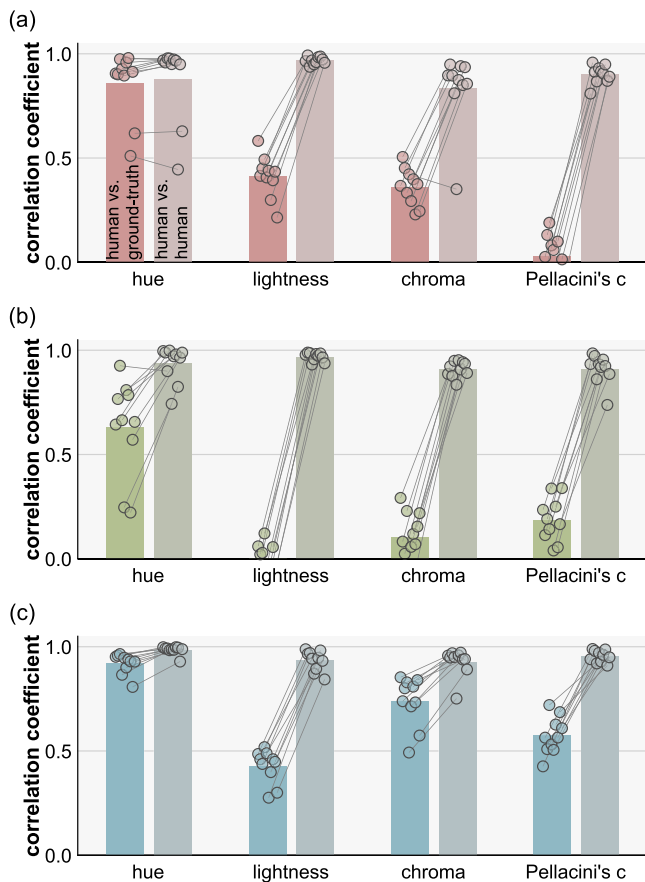 (a)
correlation coefficient
1.0
0.5
0.0
human vs.
ground-truth
human vs.
human
hue lightness chroma Pellacini's c
(b)
correlation coefficient
1.0
0.5
0.0
hue lightness chroma Pellacini's c
(c)
correlation coefficient
1.0
0.5
0.0
hue lightness chroma Pellacini's c